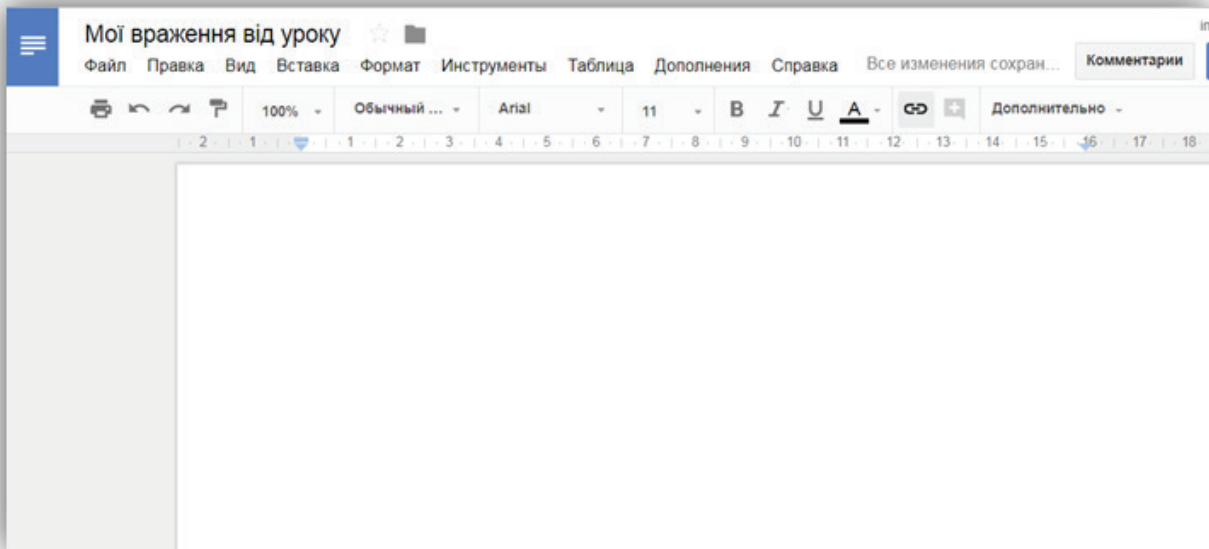 Мої враження від уроку
Файл Правка Вид Вставка Формат Инструменты Таблица Дополнения Справка Все изменения сохран... Комментарии
100% Обычный ... Arial 11 B I U A Дополнительно
2 1 1 2 3 4 5 6 7 8 9 10 11 12 13 14 15 16 17 18